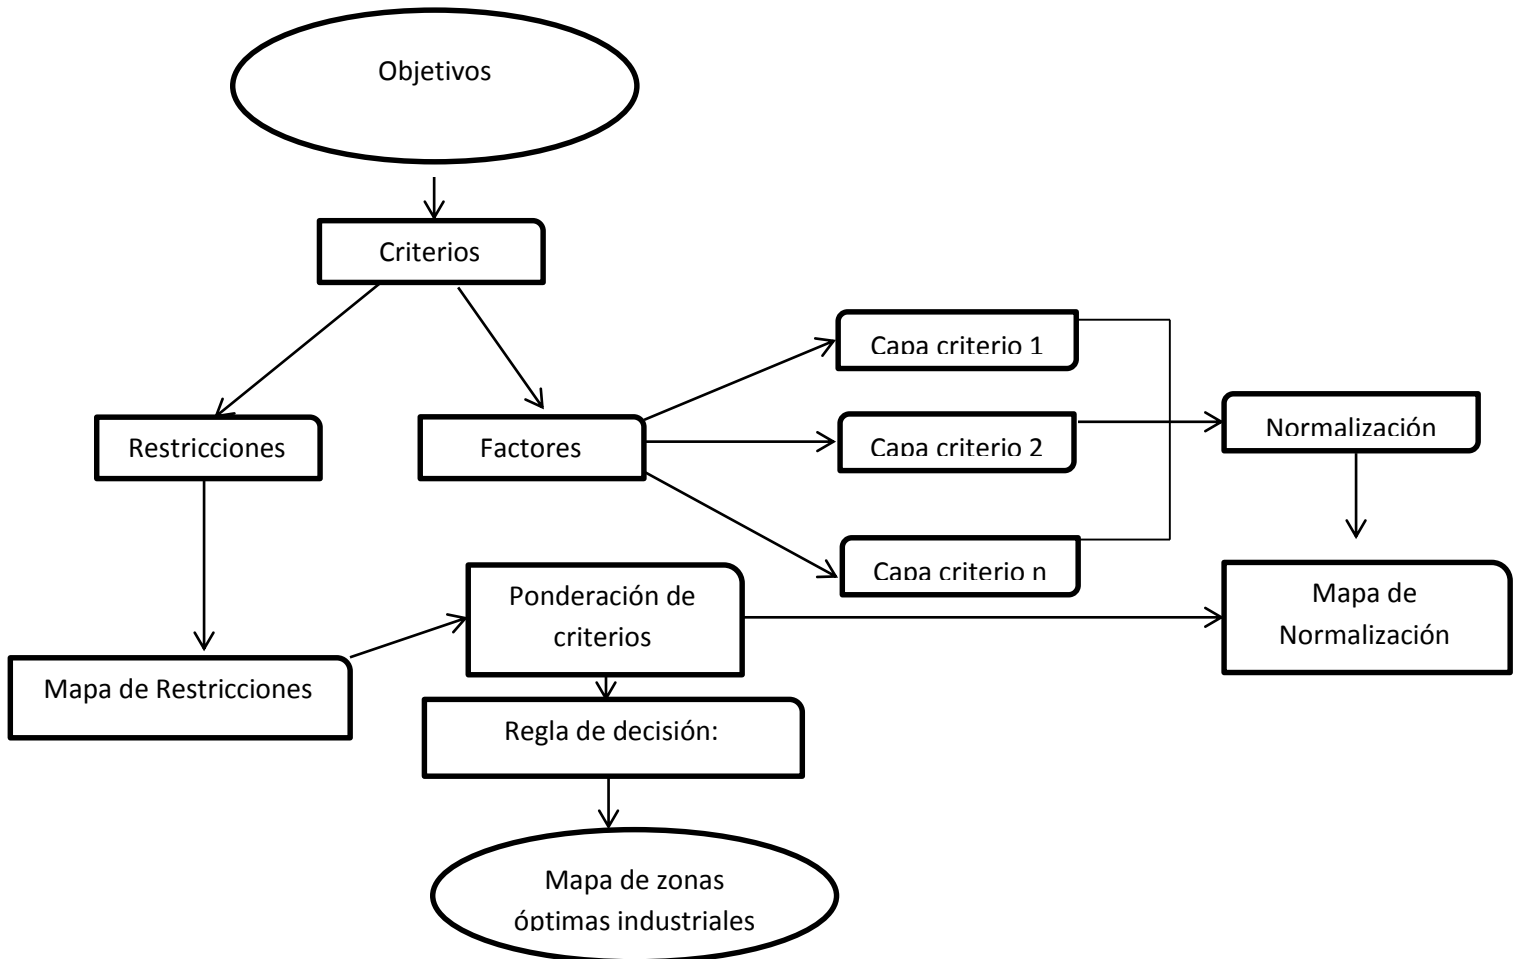 Objetivos
Criterios
Capa criterio 1
Restricciones
Factores
Capa criterio 2
Normalización
Capa criterio n
Ponderación de
criterios
Mapa de
Normalización
Mapa de Restricciones
Regla de decisión:
Mapa de zonas
óptimas industriales